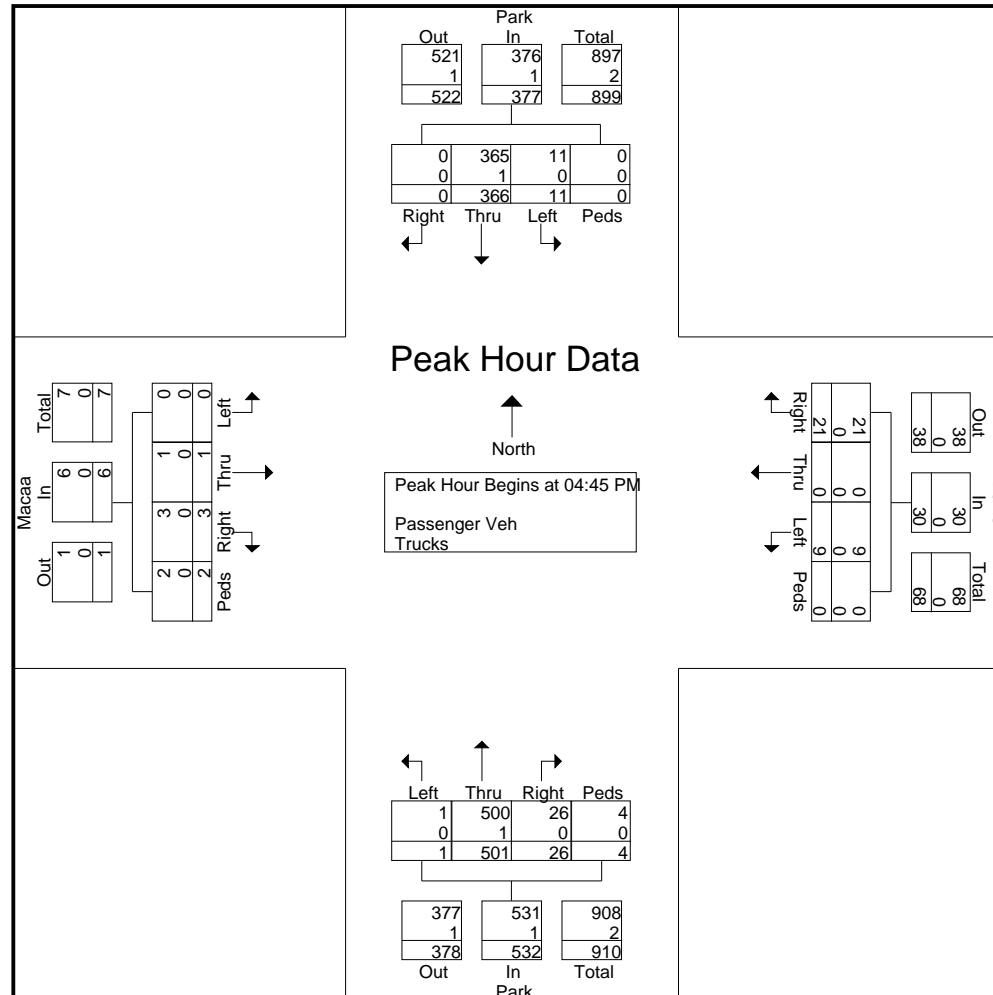 Park
Out In Total
521 376 897
1 1 2
522 377 899
0 365 11 0
0 1 0 0
0 366 11 0
Right Thru Left Peds
Peak Hour Data
North
Peak Hour Begins at 04:45 PM
Passenger Veh
Trucks
Macaa
Out In Total
1 6 7
0 0 0
1 6 7
Peds Right Thru Left
2 3 1 0
0 0 0 0
2 3 1 0
Out In Total
38 30 68
0 0 0
38 30 68
Right Thru Left Peds
21 0 9 0
0 0 0 0
21 0 9 0
Left Thru Right Peds
1 500 26 4
0 1 0 0
1 501 26 4
377 531 908
1 1 2
378 532 910
Out In Total
Park